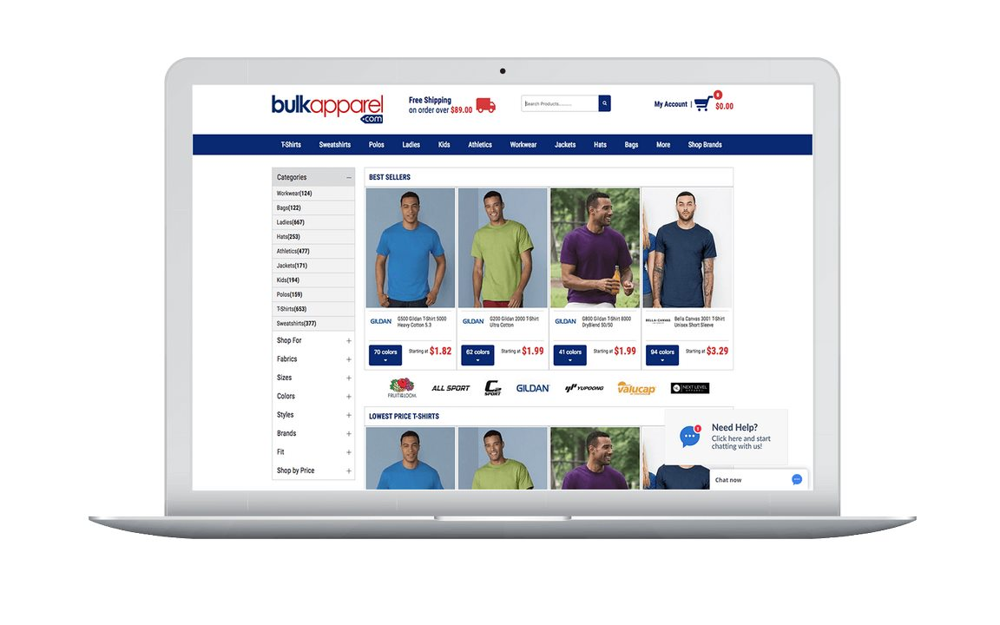 bulkapparel
.com
Free Shipping
on order over $89.00
Search Products..........
My Account |
0
$0.00
T-Shirts Sweatshirts Polos Ladies Kids Athletics Workwear Jackets Hats Bags More Shop Brands
Categories –
Workwear(124)
Bags(122)
Ladies(667)
Hats(253)
Athletics(477)
Jackets(171)
Kids(194)
Polos(159)
T-Shirts(653)
Sweatshirts(377)
Shop For +
Fabrics +
Sizes +
Colors +
Styles +
Brands +
Fit +
Shop by Price +
BEST SELLERS
GILDAN
G500 Gildan T-Shirt 5000
Heavy Cotton 5.3
70 colors
Starting at $1.82
GILDAN
G200 Gildan 2000 T-Shirt
Ultra Cotton
62 colors
Starting at $1.99
GILDAN
G800 Gildan T-Shirt 8000
DryBlend 50/50
41 colors
Starting at $1.99
BELLA+CANVAS
Bella Canvas 3001 T-Shirt
Unisex Short Sleeve
94 colors
Starting at $3.29
FRUIT OF THE LOOM.
ALL SPORT
C2
SPORT
GILDAN
YUPOONG
valucap
NEXT LEVEL
APPAREL
LOWEST PRICE T-SHIRTS
1
Need Help?
Click here and start
chatting with us!
Chat now